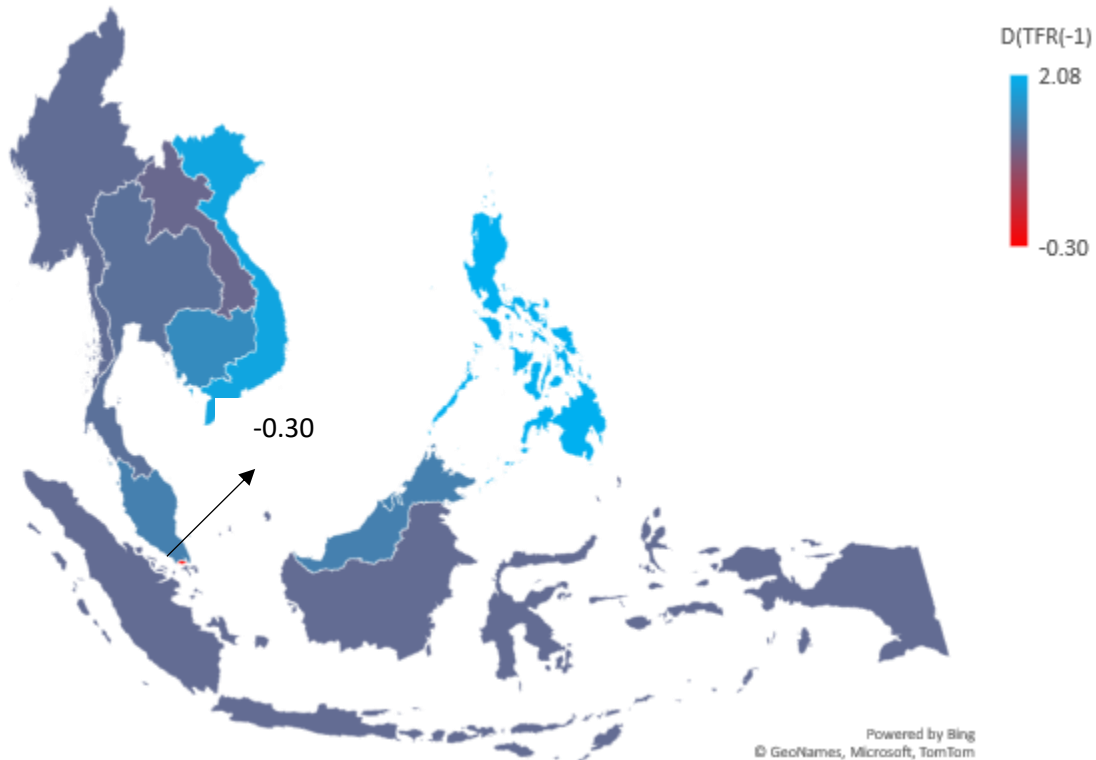 D(TFR(-1)
2.08
-0.30
-0.30
Powered by Bing
© GeoNames, Microsoft, TomTom